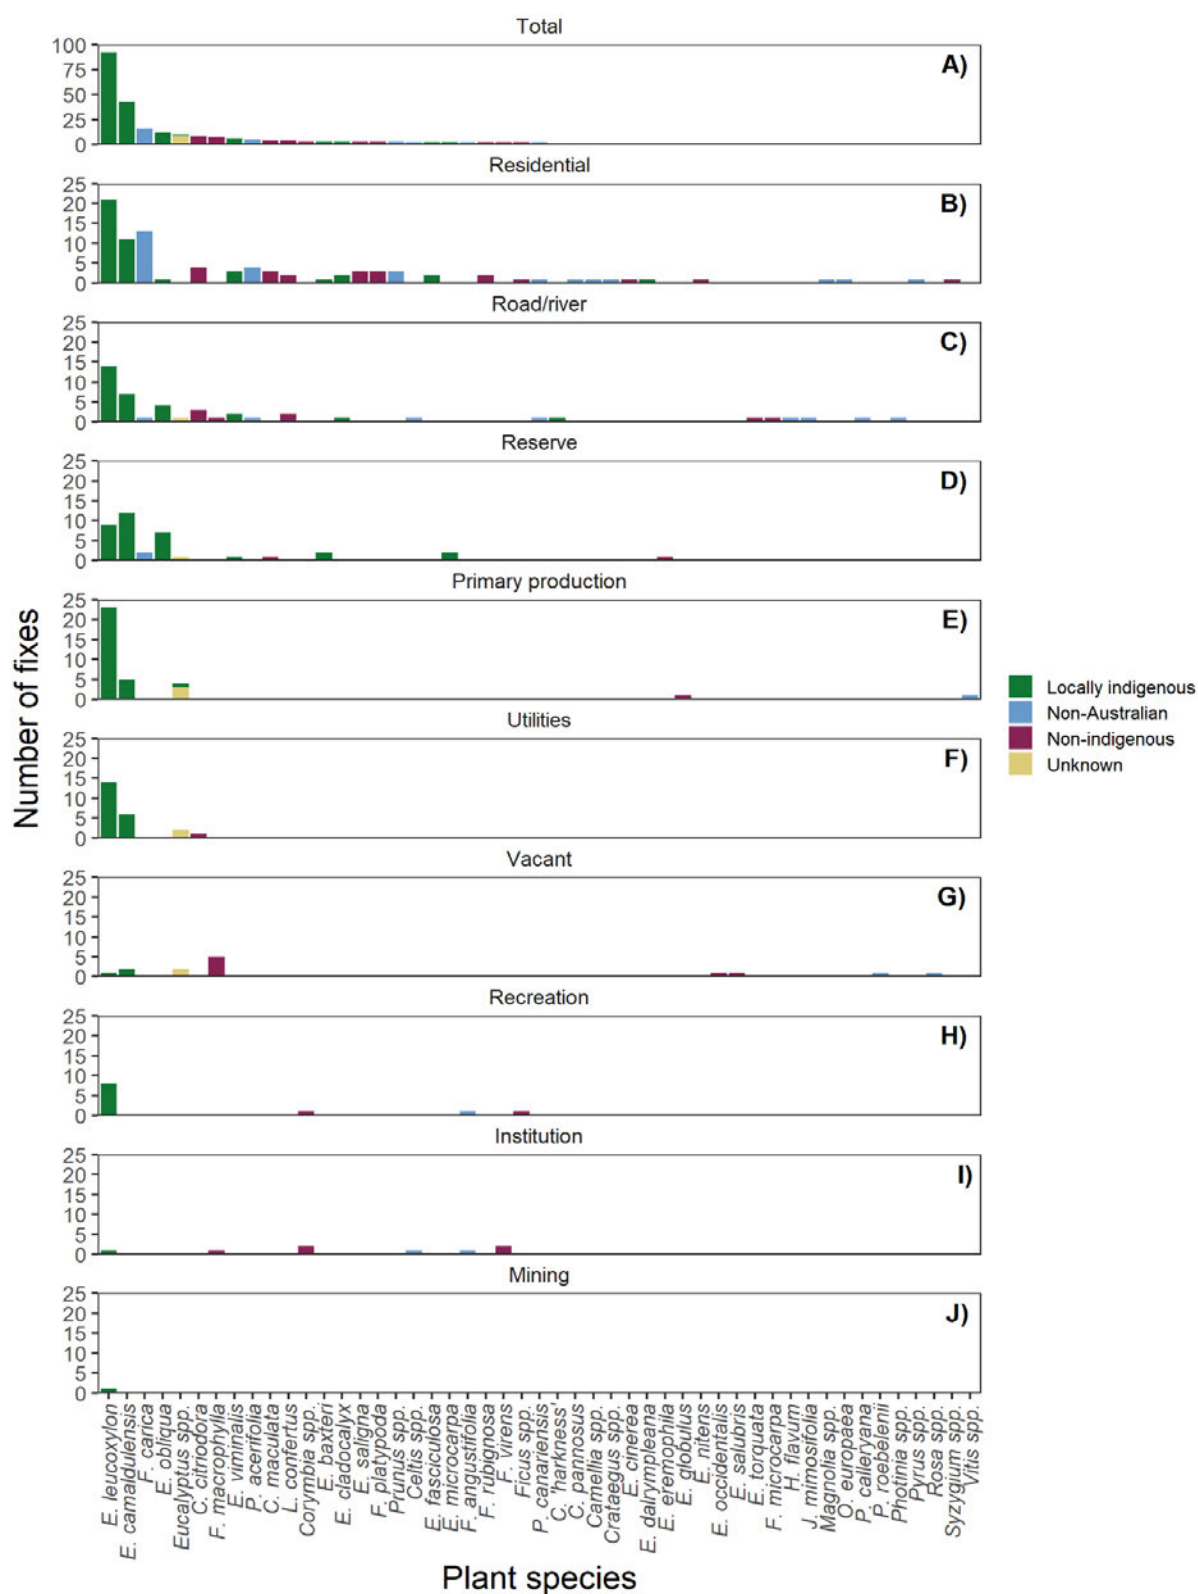 Total
100
75
50
25
0
A)
Residential
25
20
15
10
5
0
B)
Road/river
25
20
15
10
5
0
C)
Reserve
25
20
15
10
5
0
D)
Primary production
25
20
15
10
5
0
E)
Utilities
25
20
15
10
5
0
F)
Vacant
25
20
15
10
5
0
G)
Recreation
25
20
15
10
5
0
H)
Institution
25
20
15
10
5
0
I)
Mining
25
20
15
10
5
0
J)
Number of fixes
Locally indigenous
Non-Australian
Non-indigenous
Unknown
E. leucoxylon
E. camaldulensis
F. carica
E. obliqua
Eucalyptus spp.
C. citriodora
F. macrophylla
E. viminalis
P. acerifolia
C. maculata
L. confertus
Corymbia spp.
E. baxteri
E. cladocalyx
E. saligna
F. platypoda
Prunus spp.
Celtis spp.
E. fasciculosa
E. microcarpa
F. angustifolia
F. rubignosa
F. virens
Ficus spp.
P. canariensis
C. 'harkness'
C. pannosus
Camellia spp.
Crataegus spp.
E. cinerea
E. dalrympleana
E. eremophila
E. globulus
E. nitens
E. occidentalis
E. salubris
E. torquata
F. microcarpa
H. flavum
J. mimosifolia
Magnolia spp.
O. europaea
P. calleryana
P. roebelenii
Photinia spp.
Pyrus spp.
Rosa spp.
Syzygium spp.
Vitis spp.
Plant species